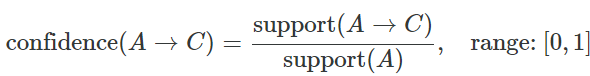 confidence(A → C) = support(A → C) / support(A), range: [0, 1]